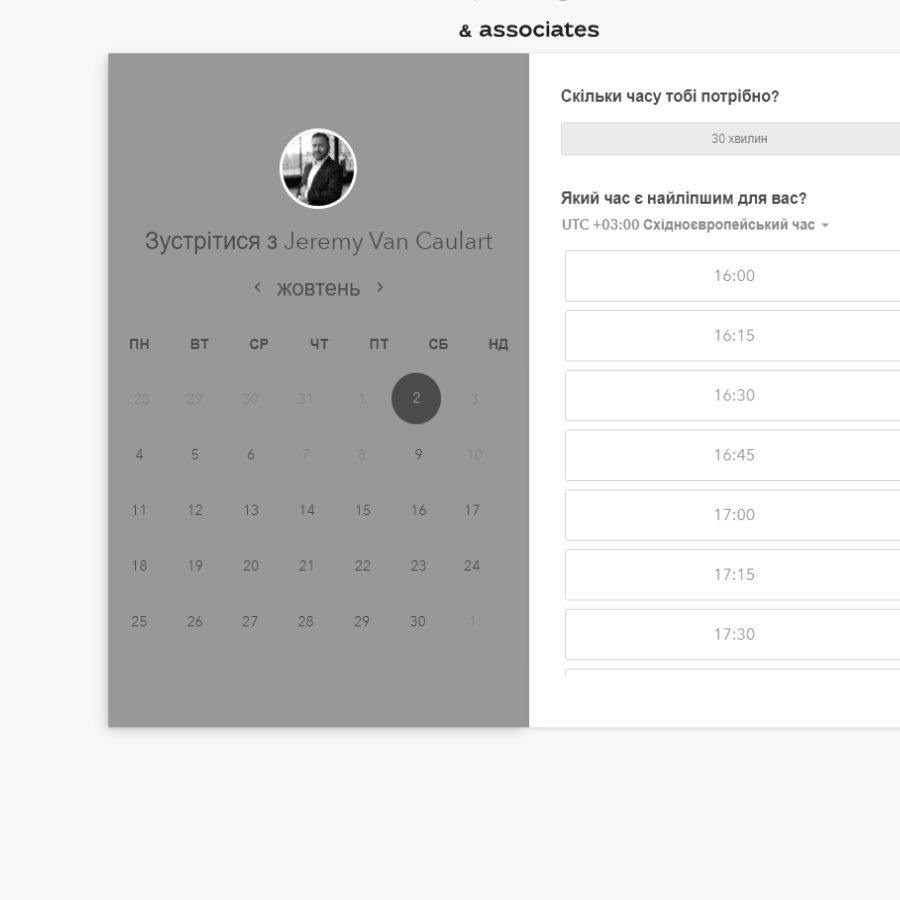 & associates
Зустрітися з Jeremy Van Caulart
жовтень
ПН ВТ СР ЧТ ПТ СБ НД
28 29 30 31 1 2 3
4 5 6 7 8 9 10
11 12 13 14 15 16 17
18 19 20 21 22 23 24
25 26 27 28 29 30 1
Скільки часу тобі потрібно?
30 хвилин
Який час є найліпшим для вас?
UTC +03:00 Східноєвропейський час
16:00
16:15
16:30
16:45
17:00
17:15
17:30